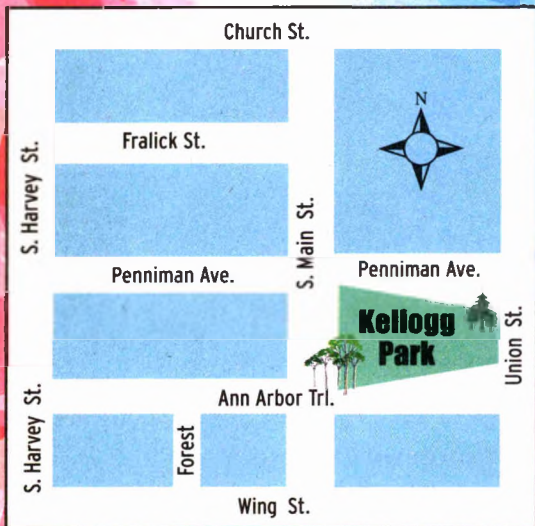 Church St.
N
Fralick St.
S. Harvey St.
S. Main St.
Penniman Ave.
Penniman Ave.
Kellogg
Park
Union St.
Ann Arbor Trl.
S. Harvey St.
Forest
Wing St.